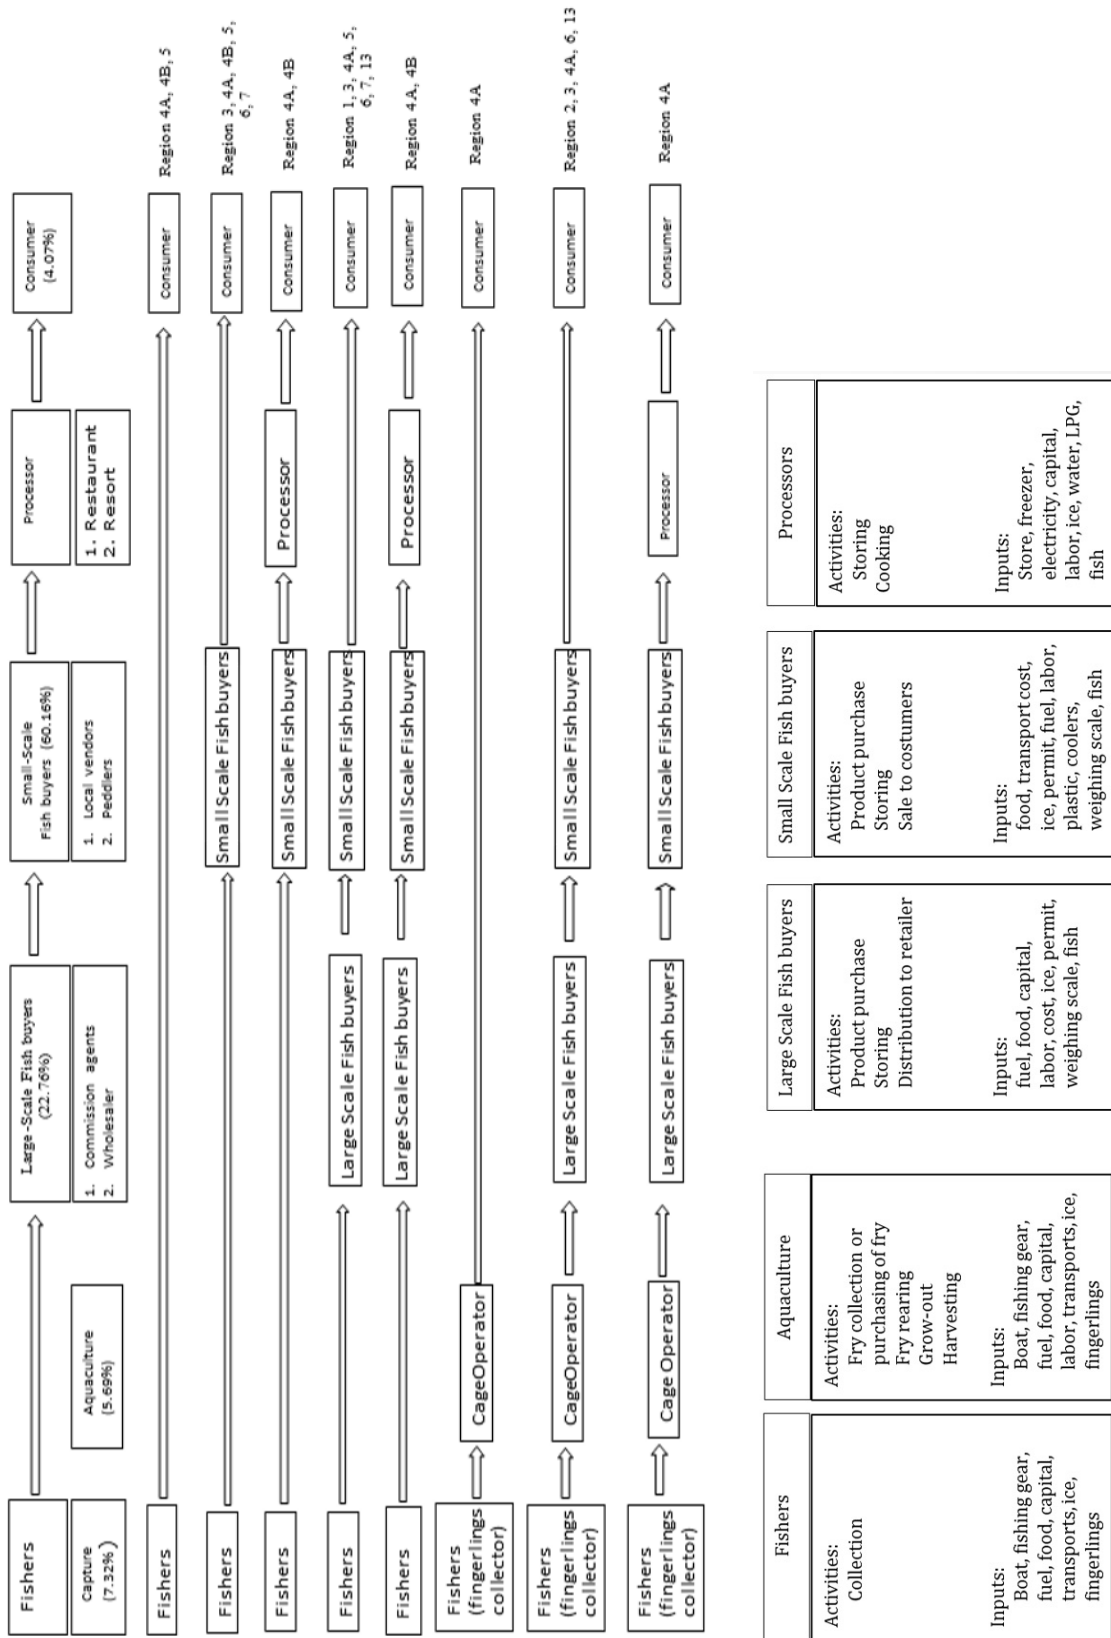 Fishers
Large-Scale Fish buyers
(22.76%)
Small-Scale
Fish buyers (60.16%)
Processor
Consumer
(4.07%)
Capture
(7.32%)
Aquaculture
(5.69%)
1. Commission agents
2. Wholesaler
1. Local vendors
2. Peddlers
1. Restaurant
2. Resort
Fishers
Consumer
Region 4A, 4B, 5
Fishers
Small Scale Fish buyers
Consumer
Region 3, 4A, 4B, 5,
6, 7
Fishers
Small Scale Fish buyers
Processor
Consumer
Region 4A, 4B
Fishers
Large Scale Fish buyers
Small Scale Fish buyers
Consumer
Region 1, 3, 4A, 5,
6, 7, 13
Fishers
Large Scale Fish buyers
Small Scale Fish buyers
Processor
Consumer
Region 4A, 4B
Fishers
(fingerlings
collector)
CageOperator
Consumer
Region 4A
Fishers
(fingerlings
collector)
CageOperator
Large Scale Fish buyers
Small Scale Fish buyers
Consumer
Region 2, 3, 4A, 6, 13
Fishers
(fingerlings
collector)
Cage Operator
Large Scale Fish buyers
Small Scale Fish buyers
Processor
Consumer
Region 4A
Fishers
Activities:
Collection
Inputs:
Boat, fishing gear,
fuel, food, capital,
transports, ice,
fingerlings
Aquaculture
Activities:
Fry collection or
purchasing of fry
Fry rearing
Grow-out
Harvesting
Inputs:
Boat, fishing gear,
fuel, food, capital,
labor, transports, ice,
fingerlings
Large Scale Fish buyers
Activities:
Product purchase
Storing
Distribution to retailer
Inputs:
fuel, food, capital,
labor, cost, ice, permit,
weighing scale, fish
Small Scale Fish buyers
Activities:
Product purchase
Storing
Sale to costumers
Inputs:
food, transport cost,
ice, permit, fuel, labor,
plastic, coolers,
weighing scale, fish
Processors
Activities:
Storing
Cooking
Inputs:
Store, freezer,
electricity, capital,
labor, ice, water, LPG,
fish